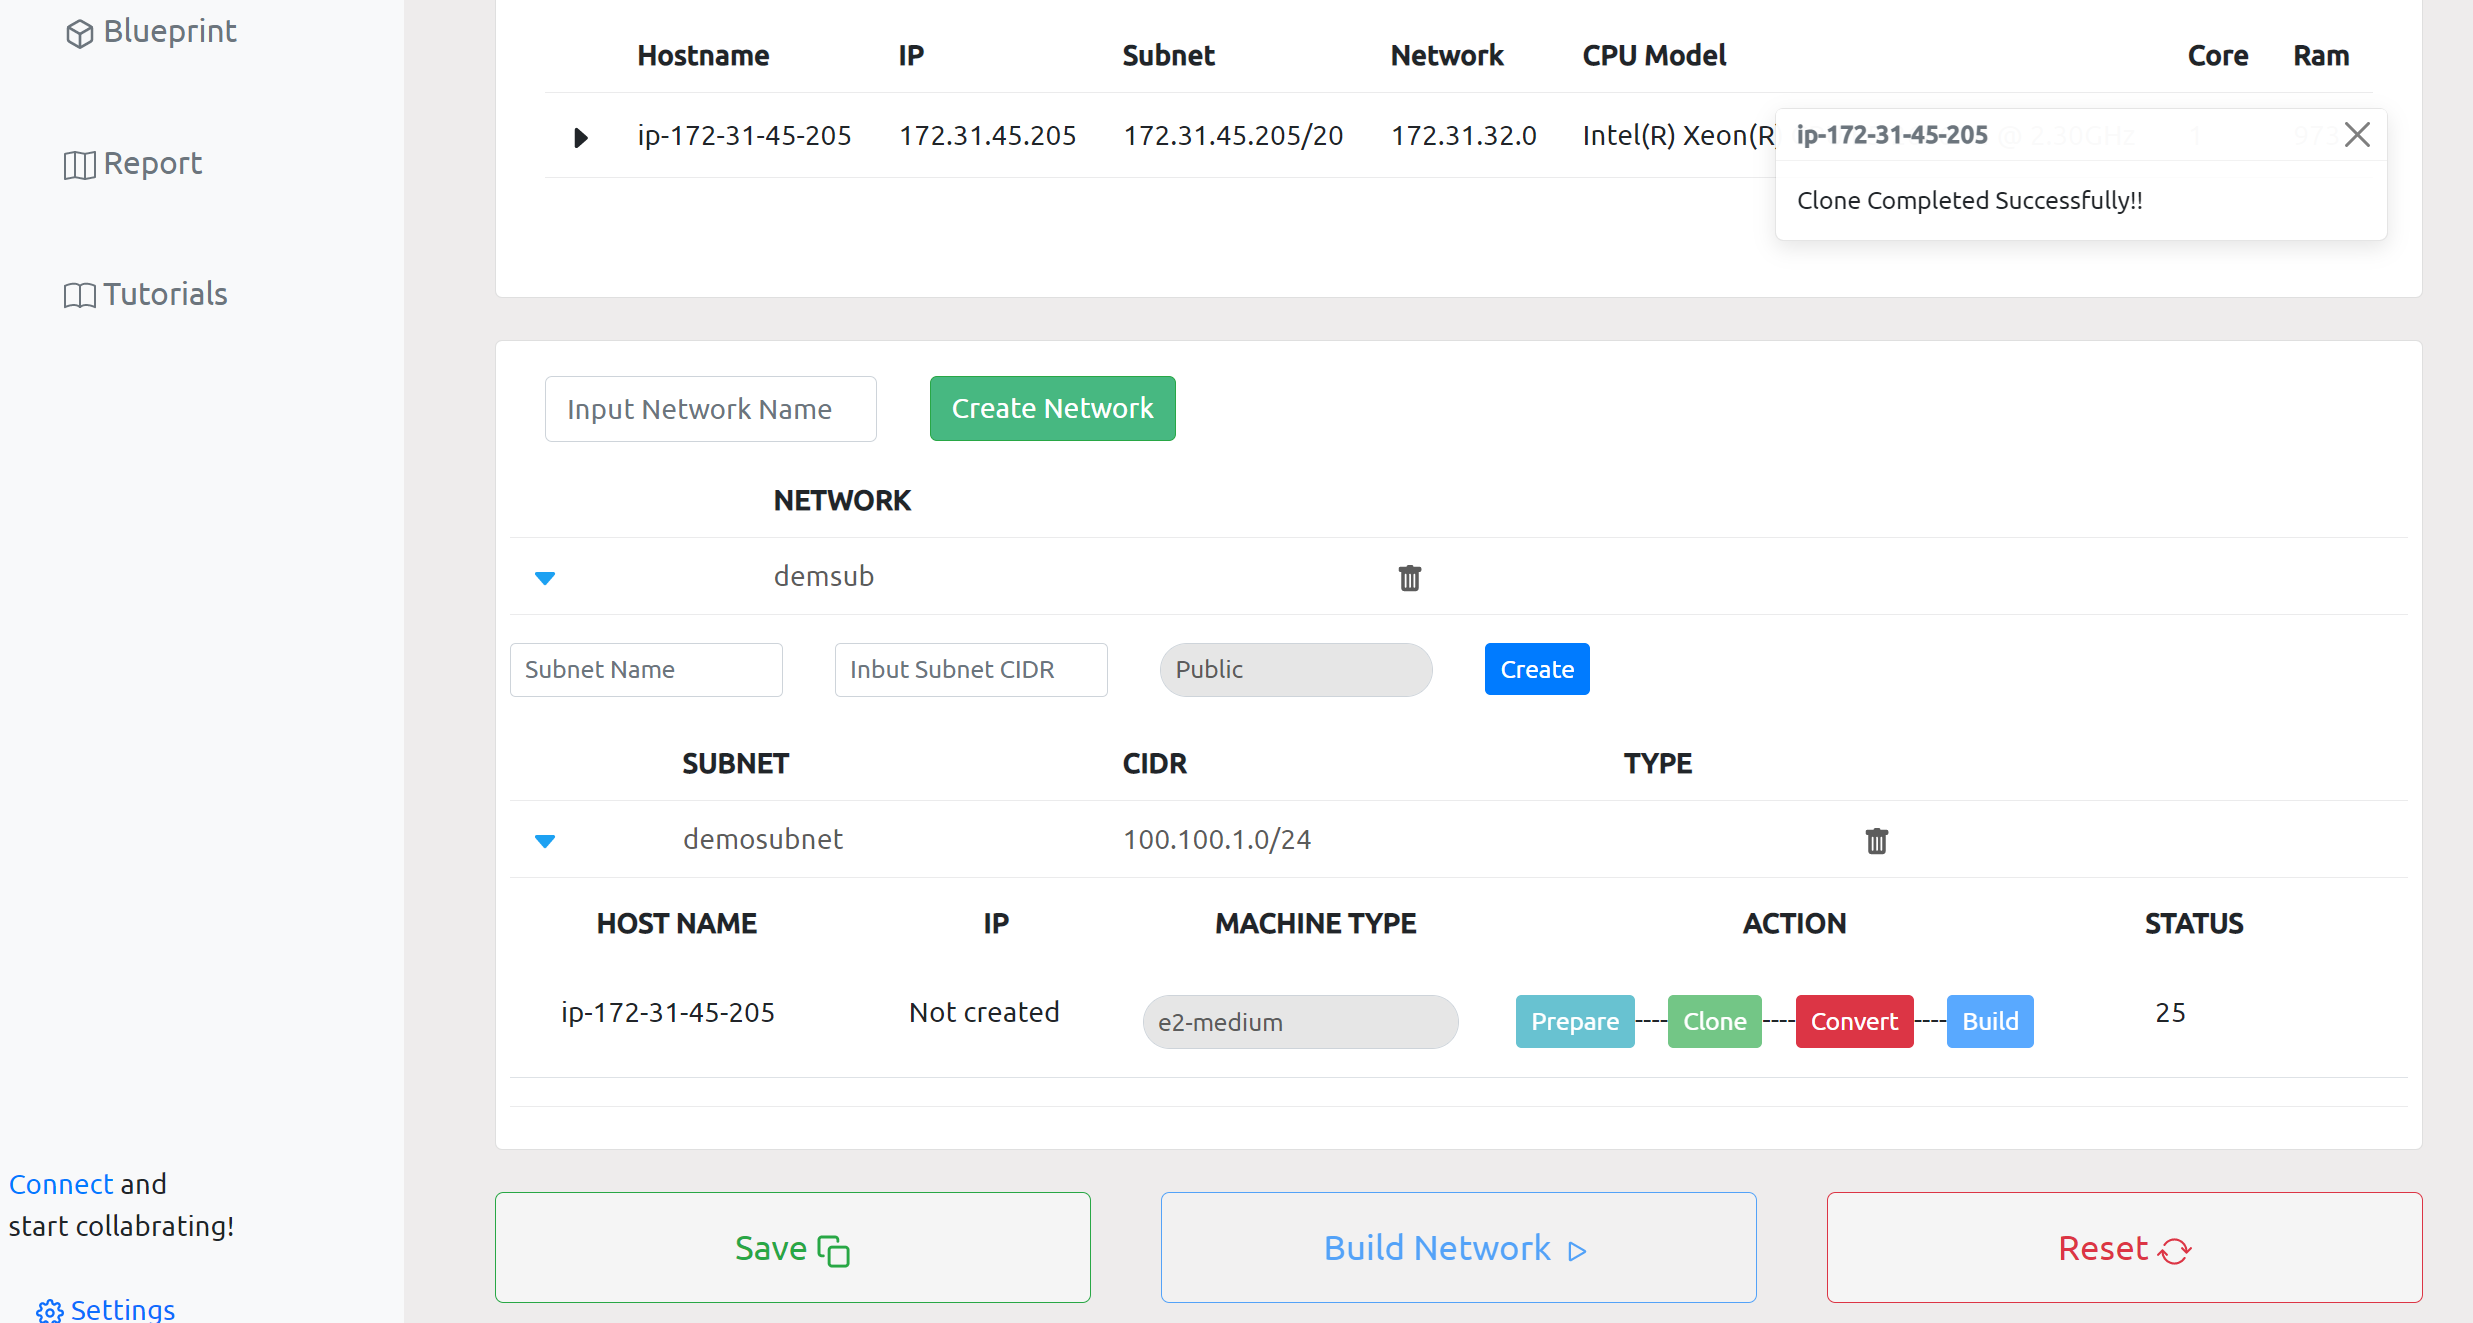 Blueprint
Report
Tutorials
Connect and
start collabrating!
Settings
Hostname IP Subnet Network CPU Model Core Ram
ip-172-31-45-205 172.31.45.205 172.31.45.205/20 172.31.32.0 Intel(R) Xeon(R) @ 2.30GHz 1
ip-172-31-45-205
Clone Completed Successfully!!
Input Network Name Create Network
NETWORK
demsub
Subnet Name Inbut Subnet CIDR Public Create
SUBNET CIDR TYPE
demosubnet 100.100.1.0/24
HOST NAME IP MACHINE TYPE ACTION STATUS
ip-172-31-45-205 Not created e2-medium Prepare ---- Clone ---- Convert ---- Build 25
Save Build Network Reset